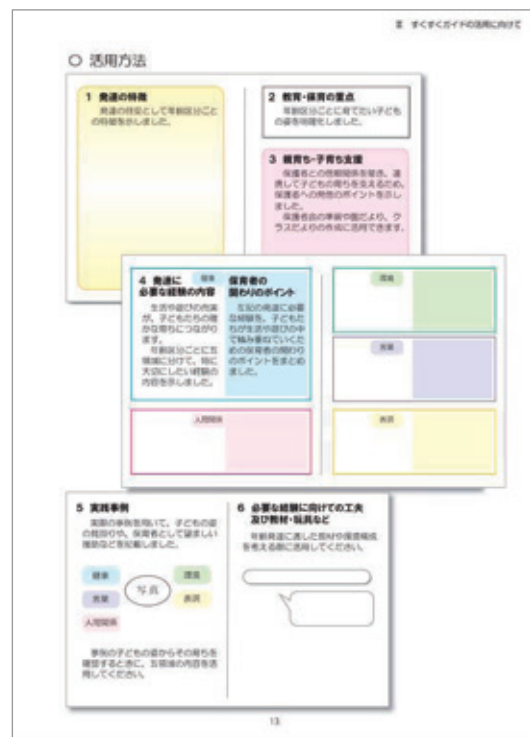 Ⅲ すくすくガイドの活用に向けて
○ 活用方法
1 発達の特徴
発達の目安として年齢区分ごと
の特徴を示しました。
2 教育・保育の重点
年齢区分ごとに育てたい子ども
の姿を明確化しました。
3 親育ち・子育ち支援
保護者との信頼関係を築き、連
携して子どもの育ちを支えるため、
保護者への発信のポイントを示し
ました。
保護者会の準備や園だより、ク
ラスだよりの作成に活用できます。
4 発達に
必要な経験の内容
生活や遊びの充実
が、子どもたちの確
かな育ちにつながり
ます。
年齢区分ごとに五
領域に分けて、特に
大切にしたい経験の
内容を示しました。
健康
保育者の
関わりのポイント
左記の発達に必要
な経験を、子どもた
ちが生活や遊びの中
で積み重ねていくた
めの保育者の関わり
のポイントをまとめ
ました。
人間関係
環境
言葉
表現
5 実践事例
実際の事例を用いて、子どもの姿
の見取りや、保育者として望ましい
援助などを記載しました。
健康
環境
写真
言葉
表現
人間関係
事例の子どもの姿からその育ちを
確認するときに、五領域の内容を活
用してください。
6 必要な経験に向けての工夫
及び教材・玩具など
年齢発達に適した教材や環境構成
を考える際に活用してください。
13